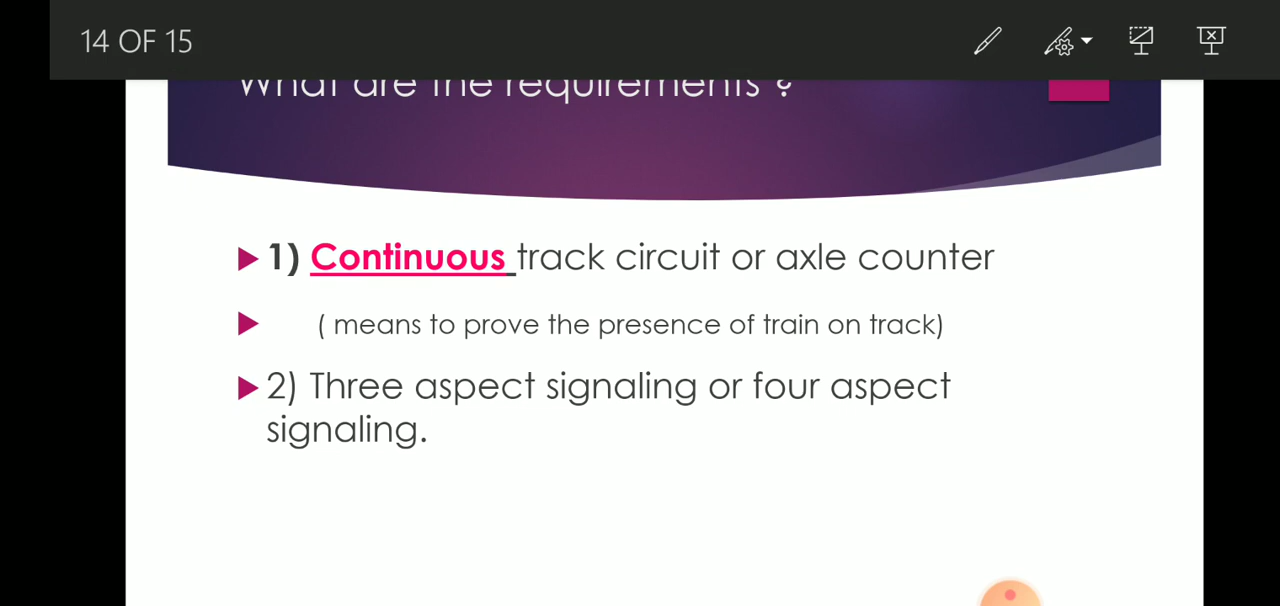 14 OF 15
What are the requirements ?
1) Continuous track circuit or axle counter
( means to prove the presence of train on track)
2) Three aspect signaling or four aspect
signaling.